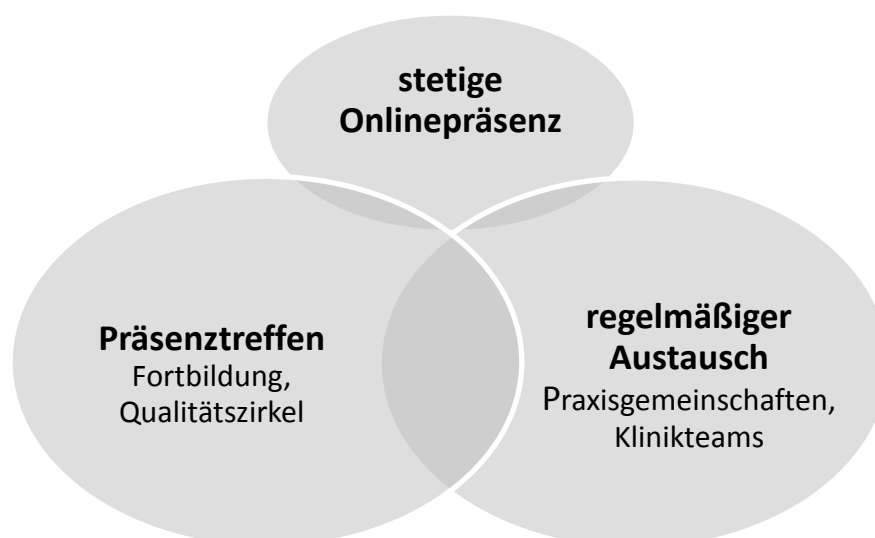 stetige
Onlinepräsenz
Präsenztreffen
Fortbildung,
Qualitätszirkel
regelmäßiger
Austausch
Praxisgemeinschaften,
Klinikteams